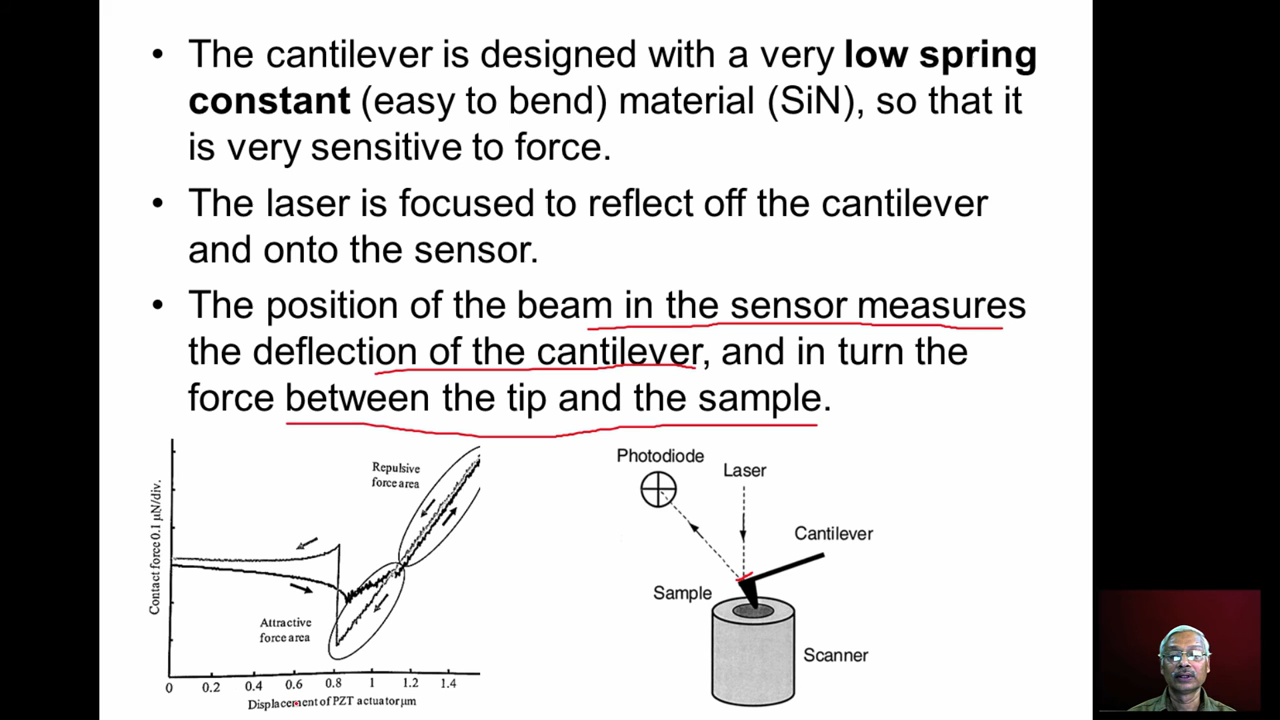 • The cantilever is designed with a very low spring
constant (easy to bend) material (SiN), so that it
is very sensitive to force.
• The laser is focused to reflect off the cantilever
and onto the sensor.
• The position of the beam in the sensor measures
the deflection of the cantilever, and in turn the
force between the tip and the sample.
Contact force 0.1 µN/div.
Repulsive
force area
Attractive
force area
0 0.2 0.4 0.6 0.8 1 1.2 1.4
Displacement of PZT actuator µm
Photodiode
Laser
Cantilever
Sample
Scanner